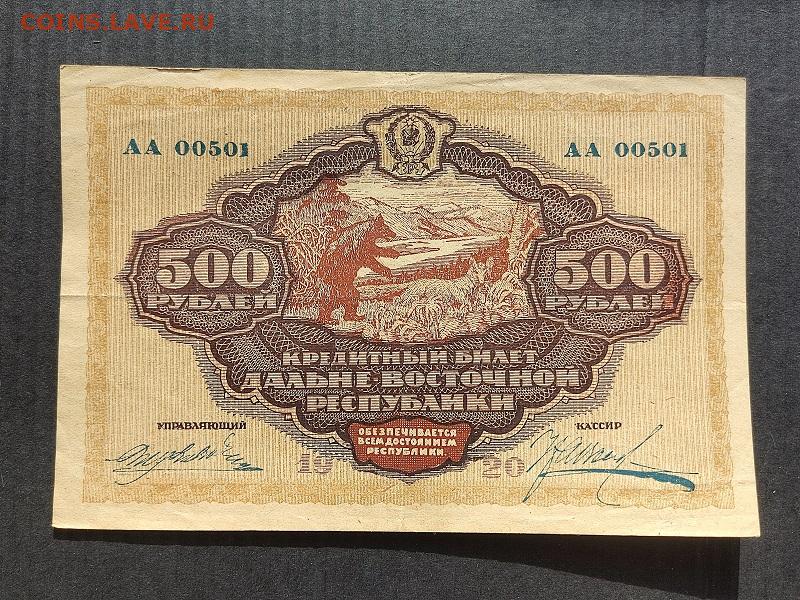 COINS.LAVE.RU
АА 00501 АА 00501
500 500
РУБЛЕЙ РУБЛЕЙ
КРЕДИТНЫЙ БИЛЕТ
ДАЛЬНЕ-ВОСТОЧНОЙ
РЕСПУБЛИКИ
УПРАВЛЯЮЩИЙ КАССИР
ОБЕЗПЕЧИВАЕТСЯ
ВСЕМ ДОСТОЯНИЕМ
РЕСПУБЛИКИ.
19 20